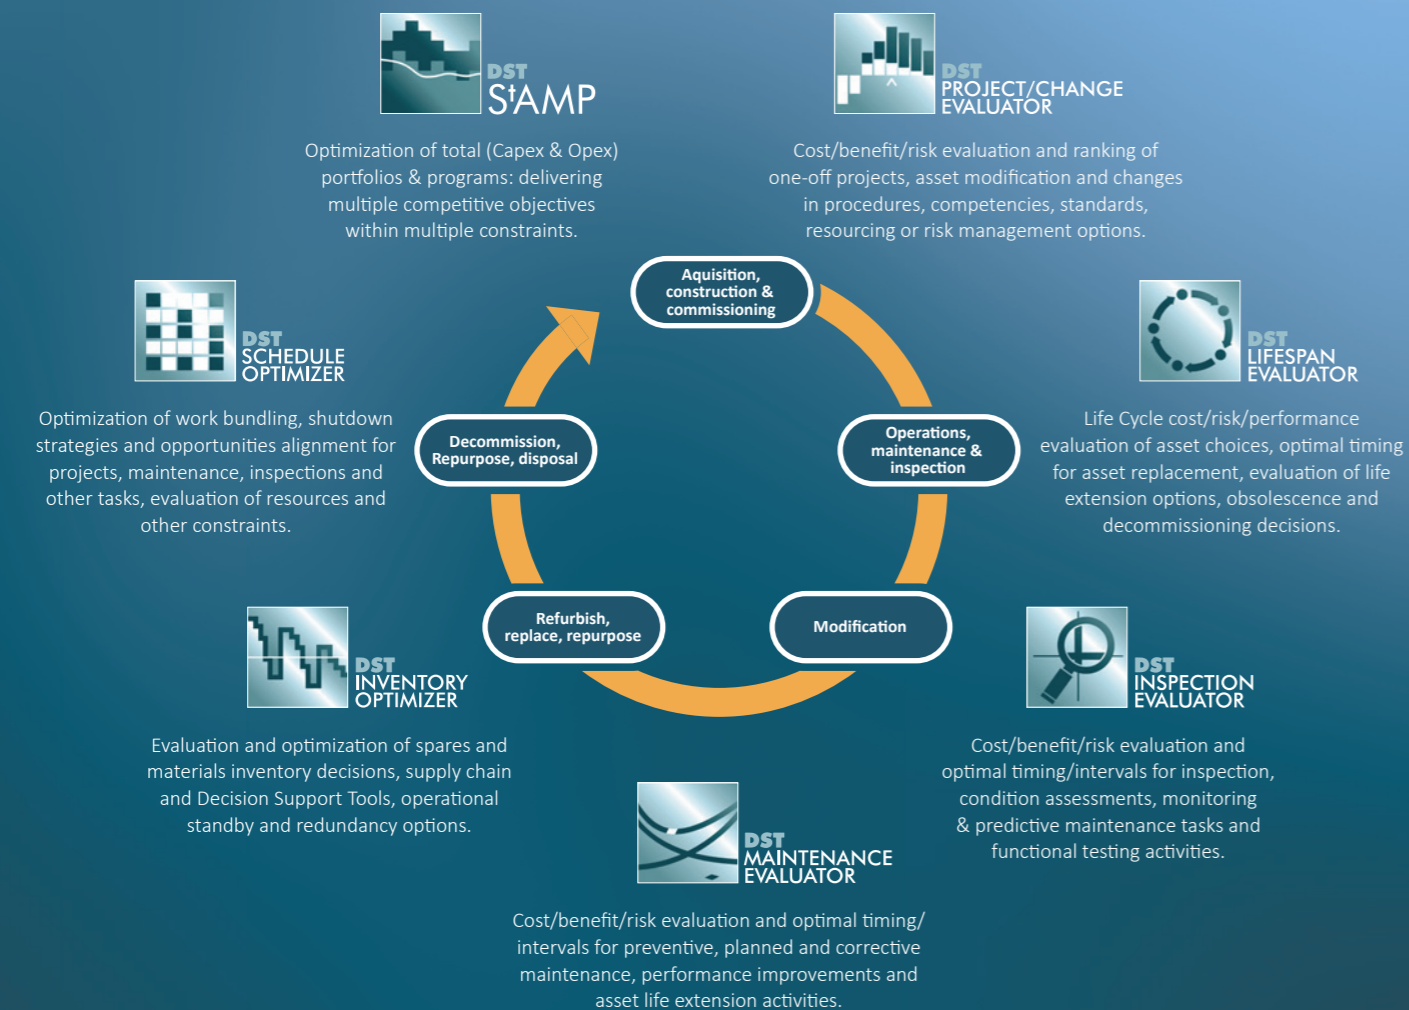 DST
StAMP
Optimization of total (Capex & Opex)
portfolios & programs: delivering
multiple competitive objectives
within multiple constraints.
DST
PROJECT/CHANGE
EVALUATOR
Cost/benefit/risk evaluation and ranking of
one-off projects, asset modification and changes
in procedures, competencies, standards,
resourcing or risk management options.
Aquisition,
construction &
commissioning
DST
SCHEDULE
OPTIMIZER
Optimization of work bundling, shutdown
strategies and opportunities alignment for
projects, maintenance, inspections and
other tasks, evaluation of resources and
other constraints.
Decommission,
Repurpose, disposal
Operations,
maintenance &
inspection
DST
LIFESPAN
EVALUATOR
Life Cycle cost/risk/performance
evaluation of asset choices, optimal timing
for asset replacement, evaluation of life
extension options, obsolescence and
decommissioning decisions.
Refurbish,
replace, repurpose
Modification
DST
INVENTORY
OPTIMIZER
Evaluation and optimization of spares and
materials inventory decisions, supply chain
and Decision Support Tools, operational
standby and redundancy options.
DST
INSPECTION
EVALUATOR
Cost/benefit/risk evaluation and
optimal timing/intervals for inspection,
condition assessments, monitoring
& predictive maintenance tasks and
functional testing activities.
DST
MAINTENANCE
EVALUATOR
Cost/benefit/risk evaluation and optimal timing/
intervals for preventive, planned and corrective
maintenance, performance improvements and
asset life extension activities.